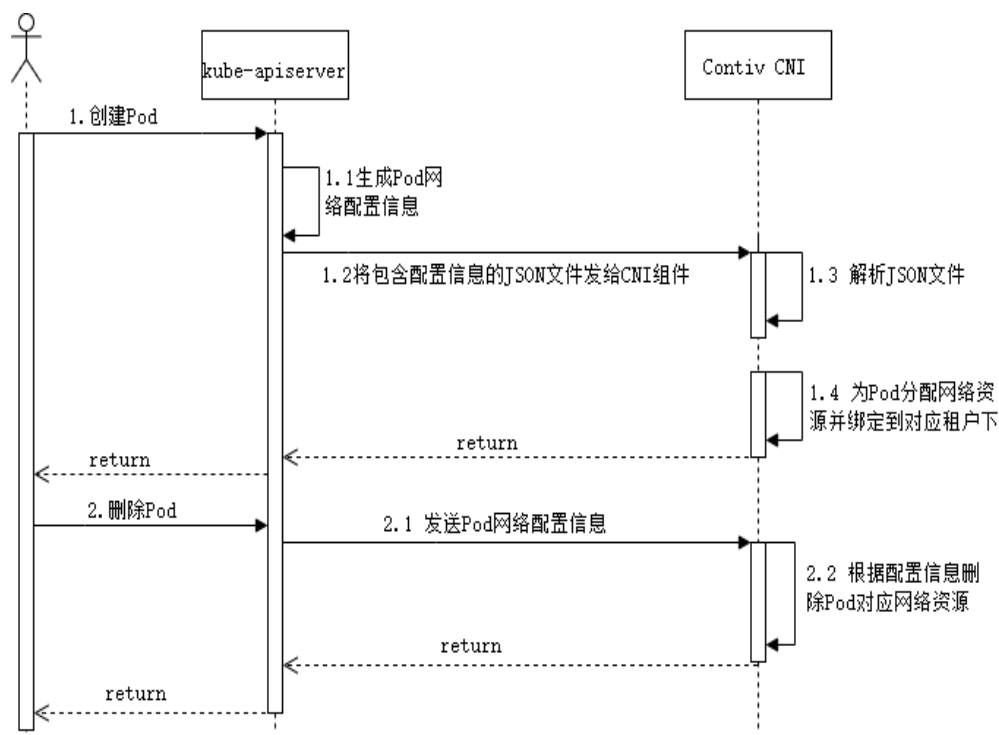 kube-apiserver
Contiv CNI
1.创建Pod
1.1生成Pod网
络配置信息
1.2将包含配置信息的JSON文件发给CNI组件
1.3 解析JSON文件
1.4 为Pod分配网络资
源并绑定到对应租户下
return
return
2.删除Pod
2.1 发送Pod网络配置信息
2.2 根据配置信息删
除Pod对应网络资源
return
return